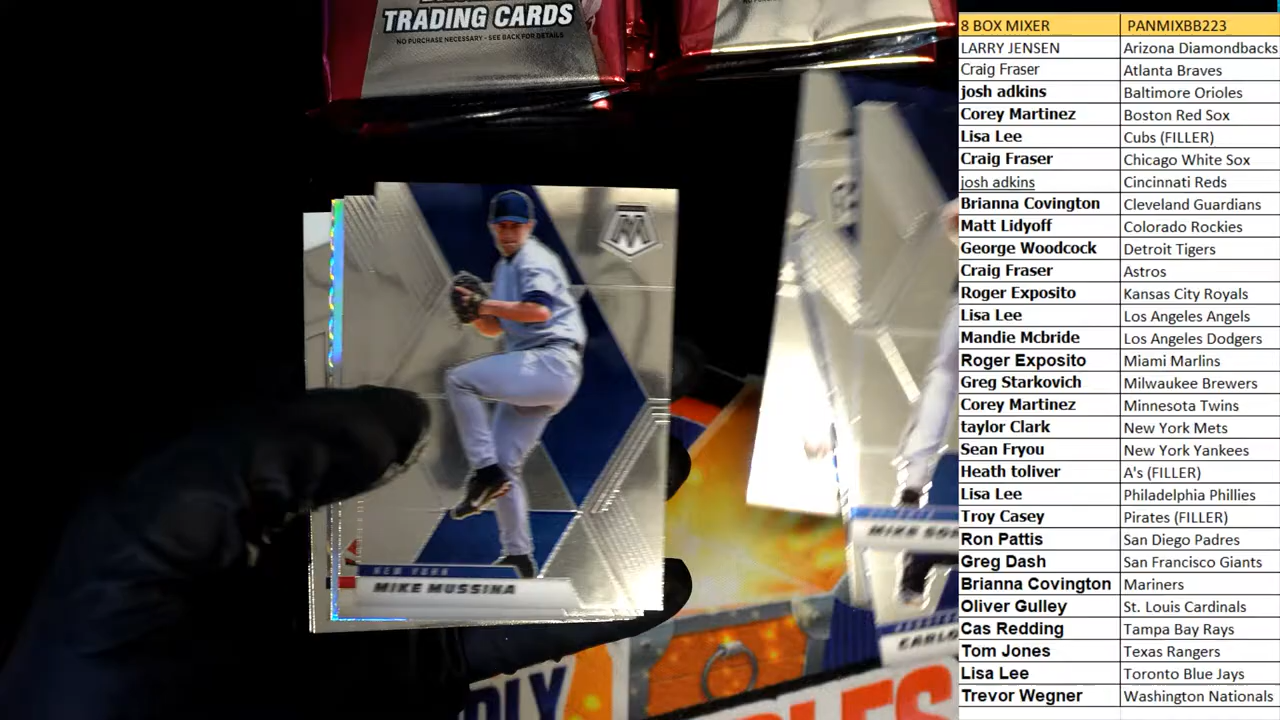 TRADING CARDS
NO PURCHASE NECESSARY - SEE BACK FOR DETAILS
NEW YORK
MIKE MUSSINA
MIKE
CARLO
8 BOX MIXER PANMIXBB223
LARRY JENSEN Arizona Diamondbacks
Craig Fraser Atlanta Braves
josh adkins Baltimore Orioles
Corey Martinez Boston Red Sox
Lisa Lee Cubs (FILLER)
Craig Fraser Chicago White Sox
josh adkins Cincinnati Reds
Brianna Covington Cleveland Guardians
Matt Lidyoff Colorado Rockies
George Woodcock Detroit Tigers
Craig Fraser Astros
Roger Exposito Kansas City Royals
Lisa Lee Los Angeles Angels
Mandie Mcbride Los Angeles Dodgers
Roger Exposito Miami Marlins
Greg Starkovich Milwaukee Brewers
Corey Martinez Minnesota Twins
taylor Clark New York Mets
Sean Fryou New York Yankees
Heath toliver A's (FILLER)
Lisa Lee Philadelphia Phillies
Troy Casey Pirates (FILLER)
Ron Pattis San Diego Padres
Greg Dash San Francisco Giants
Brianna Covington Mariners
Oliver Gulley St. Louis Cardinals
Cas Redding Tampa Bay Rays
Tom Jones Texas Rangers
Lisa Lee Toronto Blue Jays
Trevor Wegner Washington Nationals